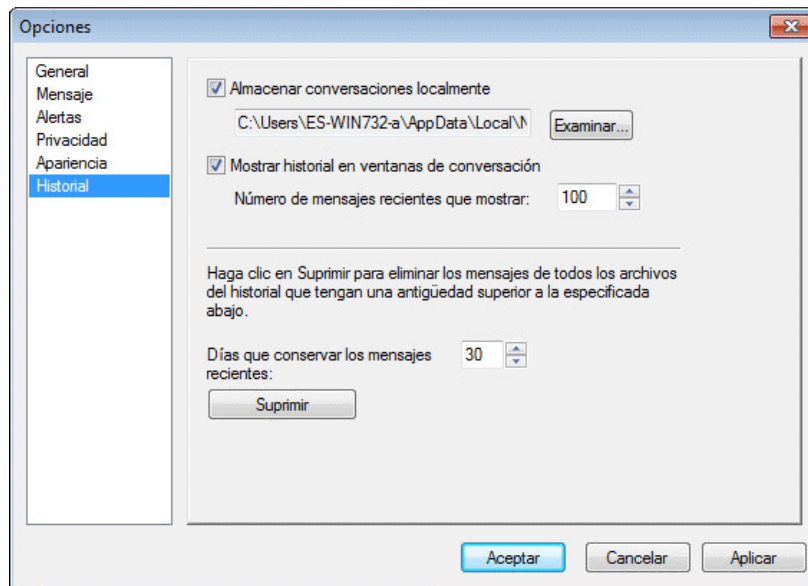 Opciones
General
Mensaje
Alertas
Privacidad
Apariencia
Historial
Almacenar conversaciones localmente
C:\Users\ES-WIN732-a\AppData\Local\N
Examinar...
Mostrar historial en ventanas de conversación
Número de mensajes recientes que mostrar:
100
Haga clic en Suprimir para eliminar los mensajes de todos los archivos
del historial que tengan una antigüedad superior a la especificada
abajo.
Días que conservar los mensajes
recientes:
30
Suprimir
Aceptar
Cancelar
Aplicar